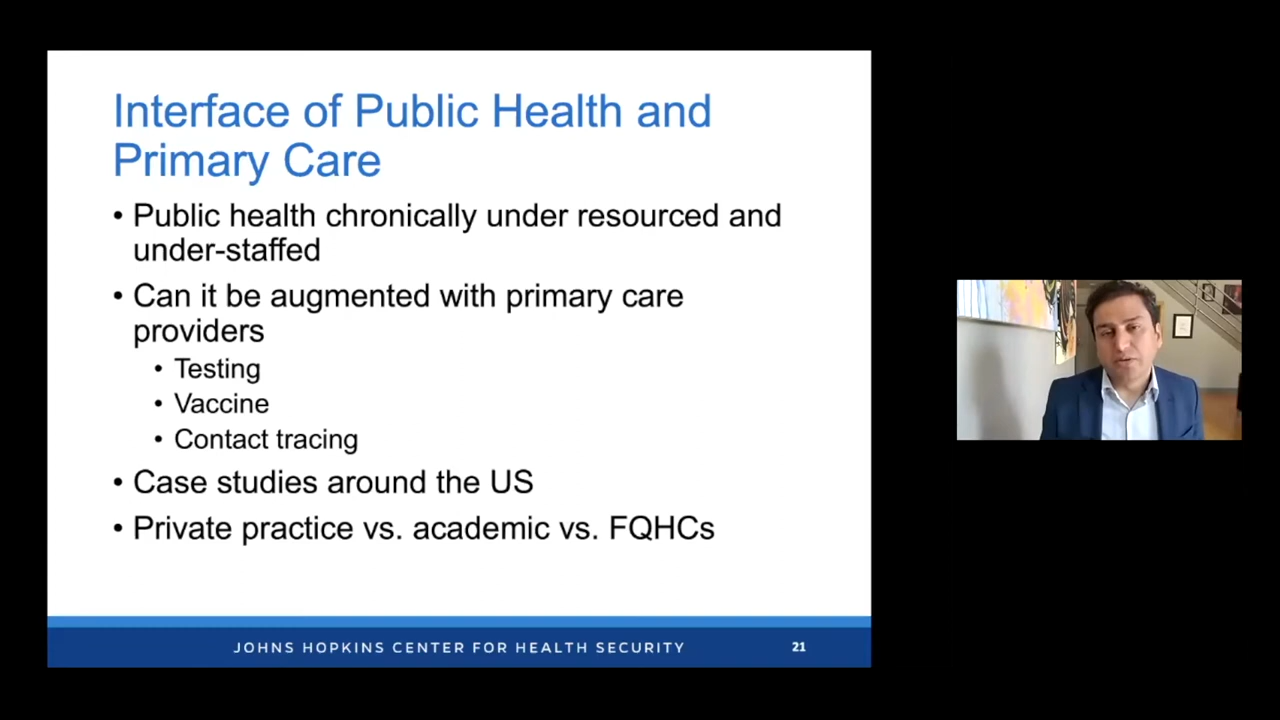 Interface of Public Health and
Primary Care
• Public health chronically under resourced and
under-staffed
• Can it be augmented with primary care
providers
• Testing
• Vaccine
• Contact tracing
• Case studies around the US
• Private practice vs. academic vs. FQHCs
JOHNS HOPKINS CENTER FOR HEALTH SECURITY 21